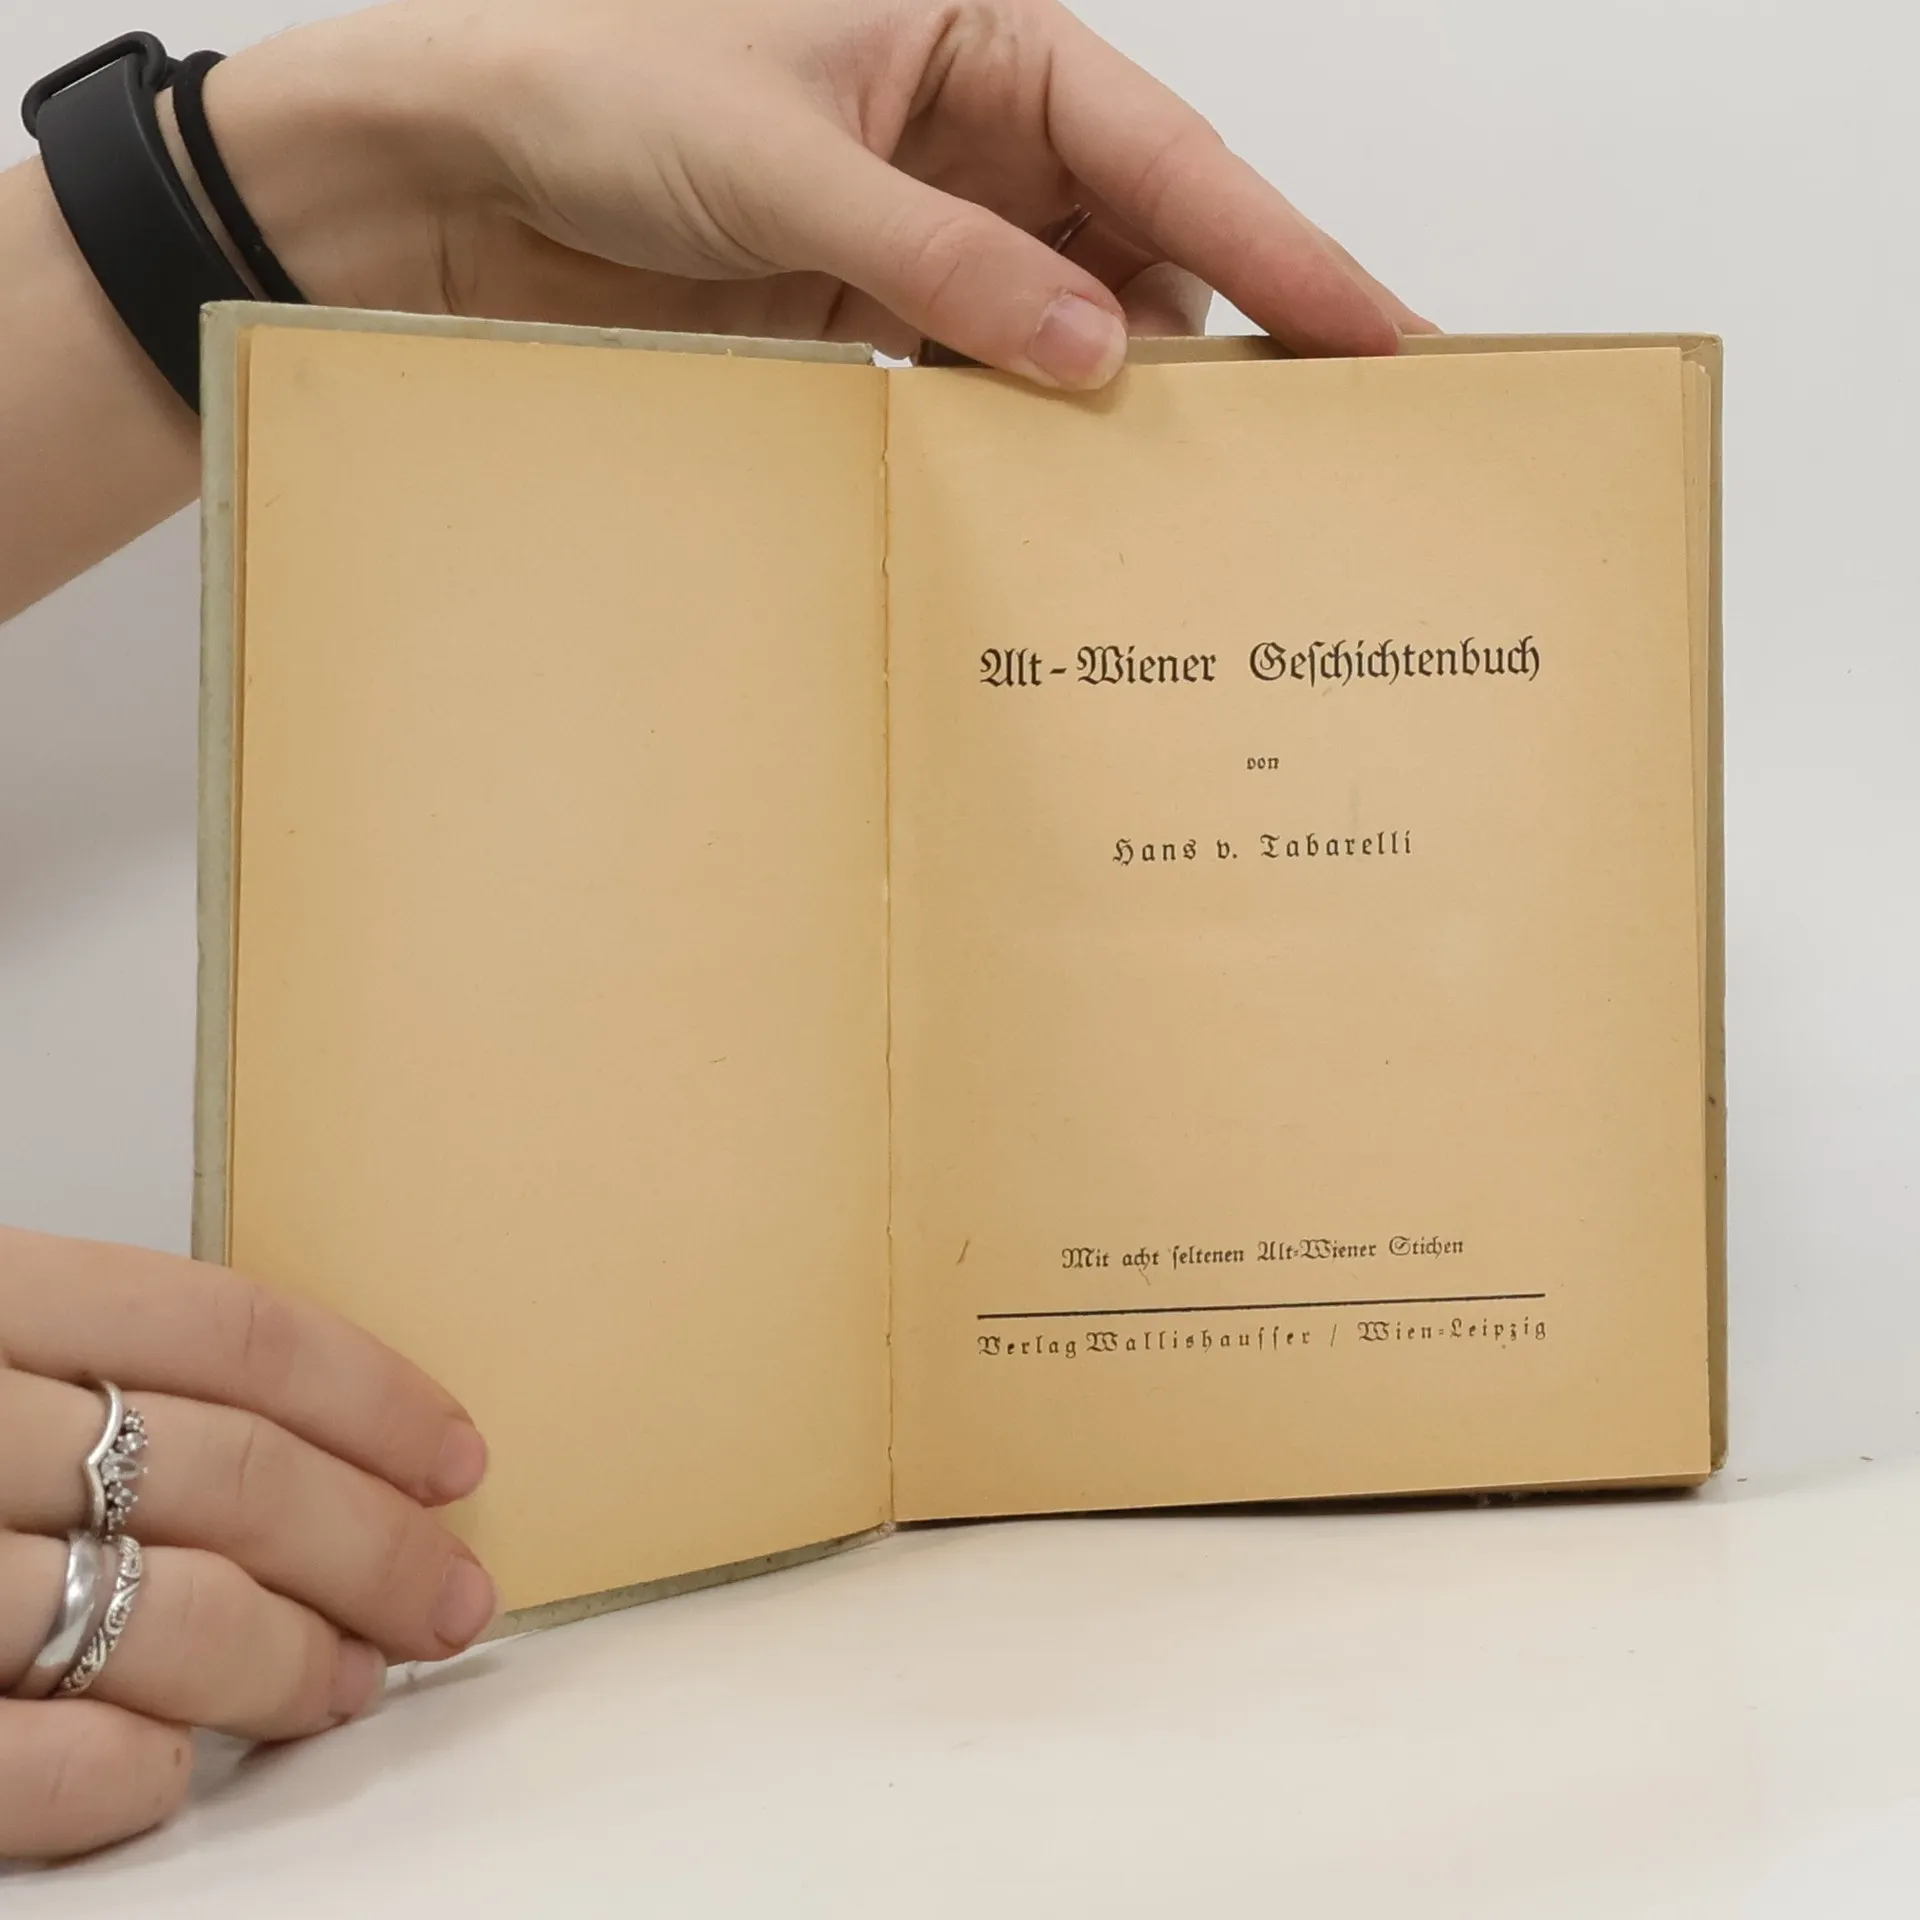 Alt-Wiener Geſchichtenbuch
von
Hans v. Tabarelli
Mit acht ſeltenen Alt-Wiener Stichen
Verlag Wallishauſſer / Wien-Leipzig